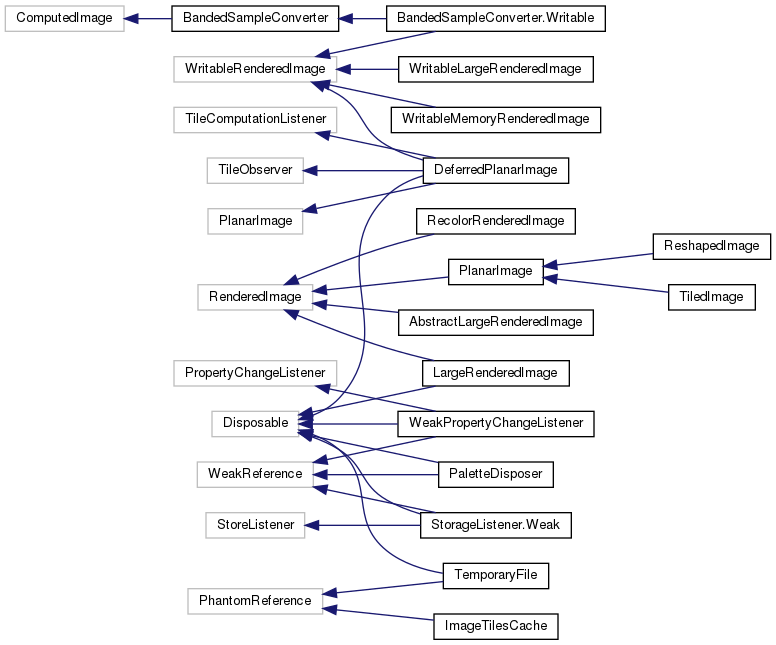 ComputedImage
BandedSampleConverter
BandedSampleConverter.Writable
WritableRenderedImage
WritableLargeRenderedImage
TileComputationListener
WritableMemoryRenderedImage
TileObserver
DeferredPlanarImage
PlanarImage
RecolorRenderedImage
ReshapedImage
PlanarImage
RenderedImage
TiledImage
AbstractLargeRenderedImage
PropertyChangeListener
LargeRenderedImage
Disposable
WeakPropertyChangeListener
WeakReference
PaletteDisposer
StoreListener
StorageListener.Weak
TemporaryFile
PhantomReference
ImageTilesCache